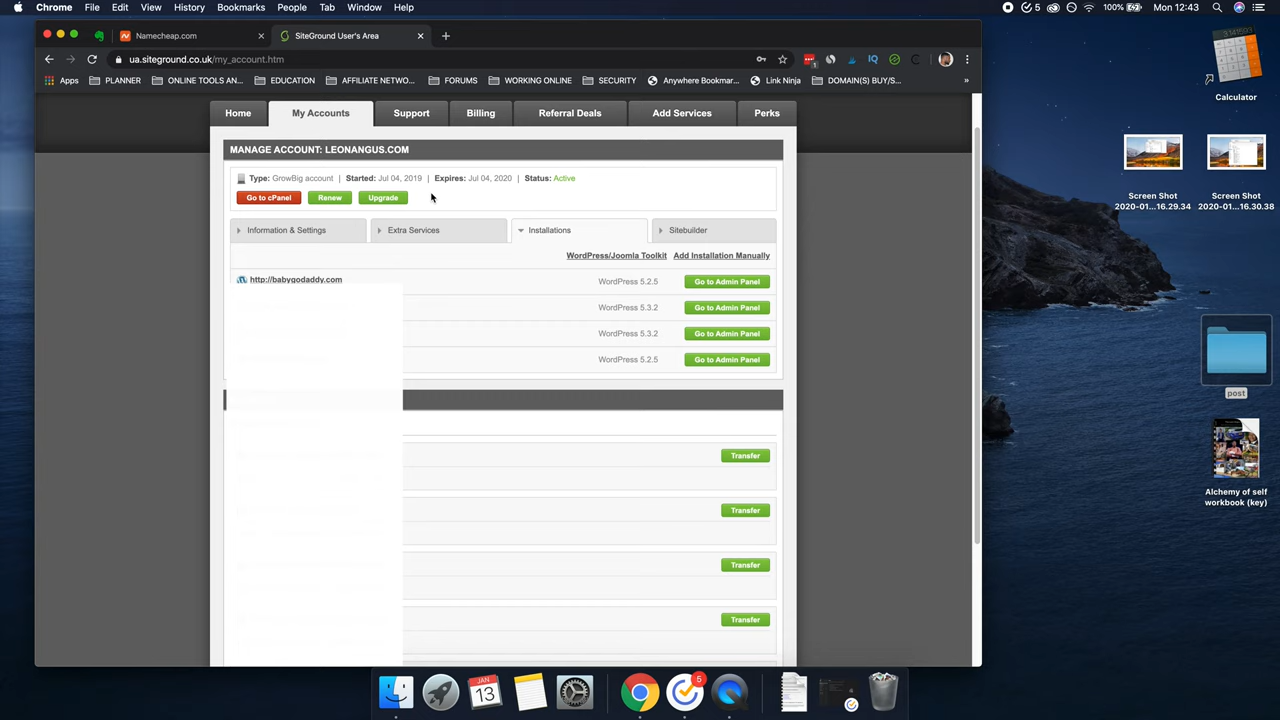 Chrome File Edit View History Bookmarks People Tab Window Help
5 100% Mon 12:43
Namecheap.com
SiteGround User's Area
ua.siteground.co.uk/my_account.htm
Apps PLANNER ONLINE TOOLS AN... EDUCATION AFFILIATE NETWO... FORUMS WORKING ONLINE SECURITY Anywhere Bookmar... Link Ninja DOMAIN(S) BUY/S... »
Home My Accounts Support Billing Referral Deals Add Services Perks
MANAGE ACCOUNT: LEONANGUS.COM
Type: GrowBig account | Started: Jul 04, 2019 | Expires: Jul 04, 2020 | Status: Active
Go to cPanel Renew Upgrade
Information & Settings Extra Services Installations Sitebuilder
WordPress/Joomla Toolkit Add Installation Manually
http://babygodaddy.com WordPress 5.2.5 Go to Admin Panel
WordPress 5.3.2 Go to Admin Panel
WordPress 5.3.2 Go to Admin Panel
WordPress 5.2.5 Go to Admin Panel
Transfer
Transfer
Transfer
Transfer
Calculator
Screen Shot
2020-01...16.29.34
Screen Shot
2020-01...16.30.38
post
Alchemy of self
workbook (key)
JAN
13
5